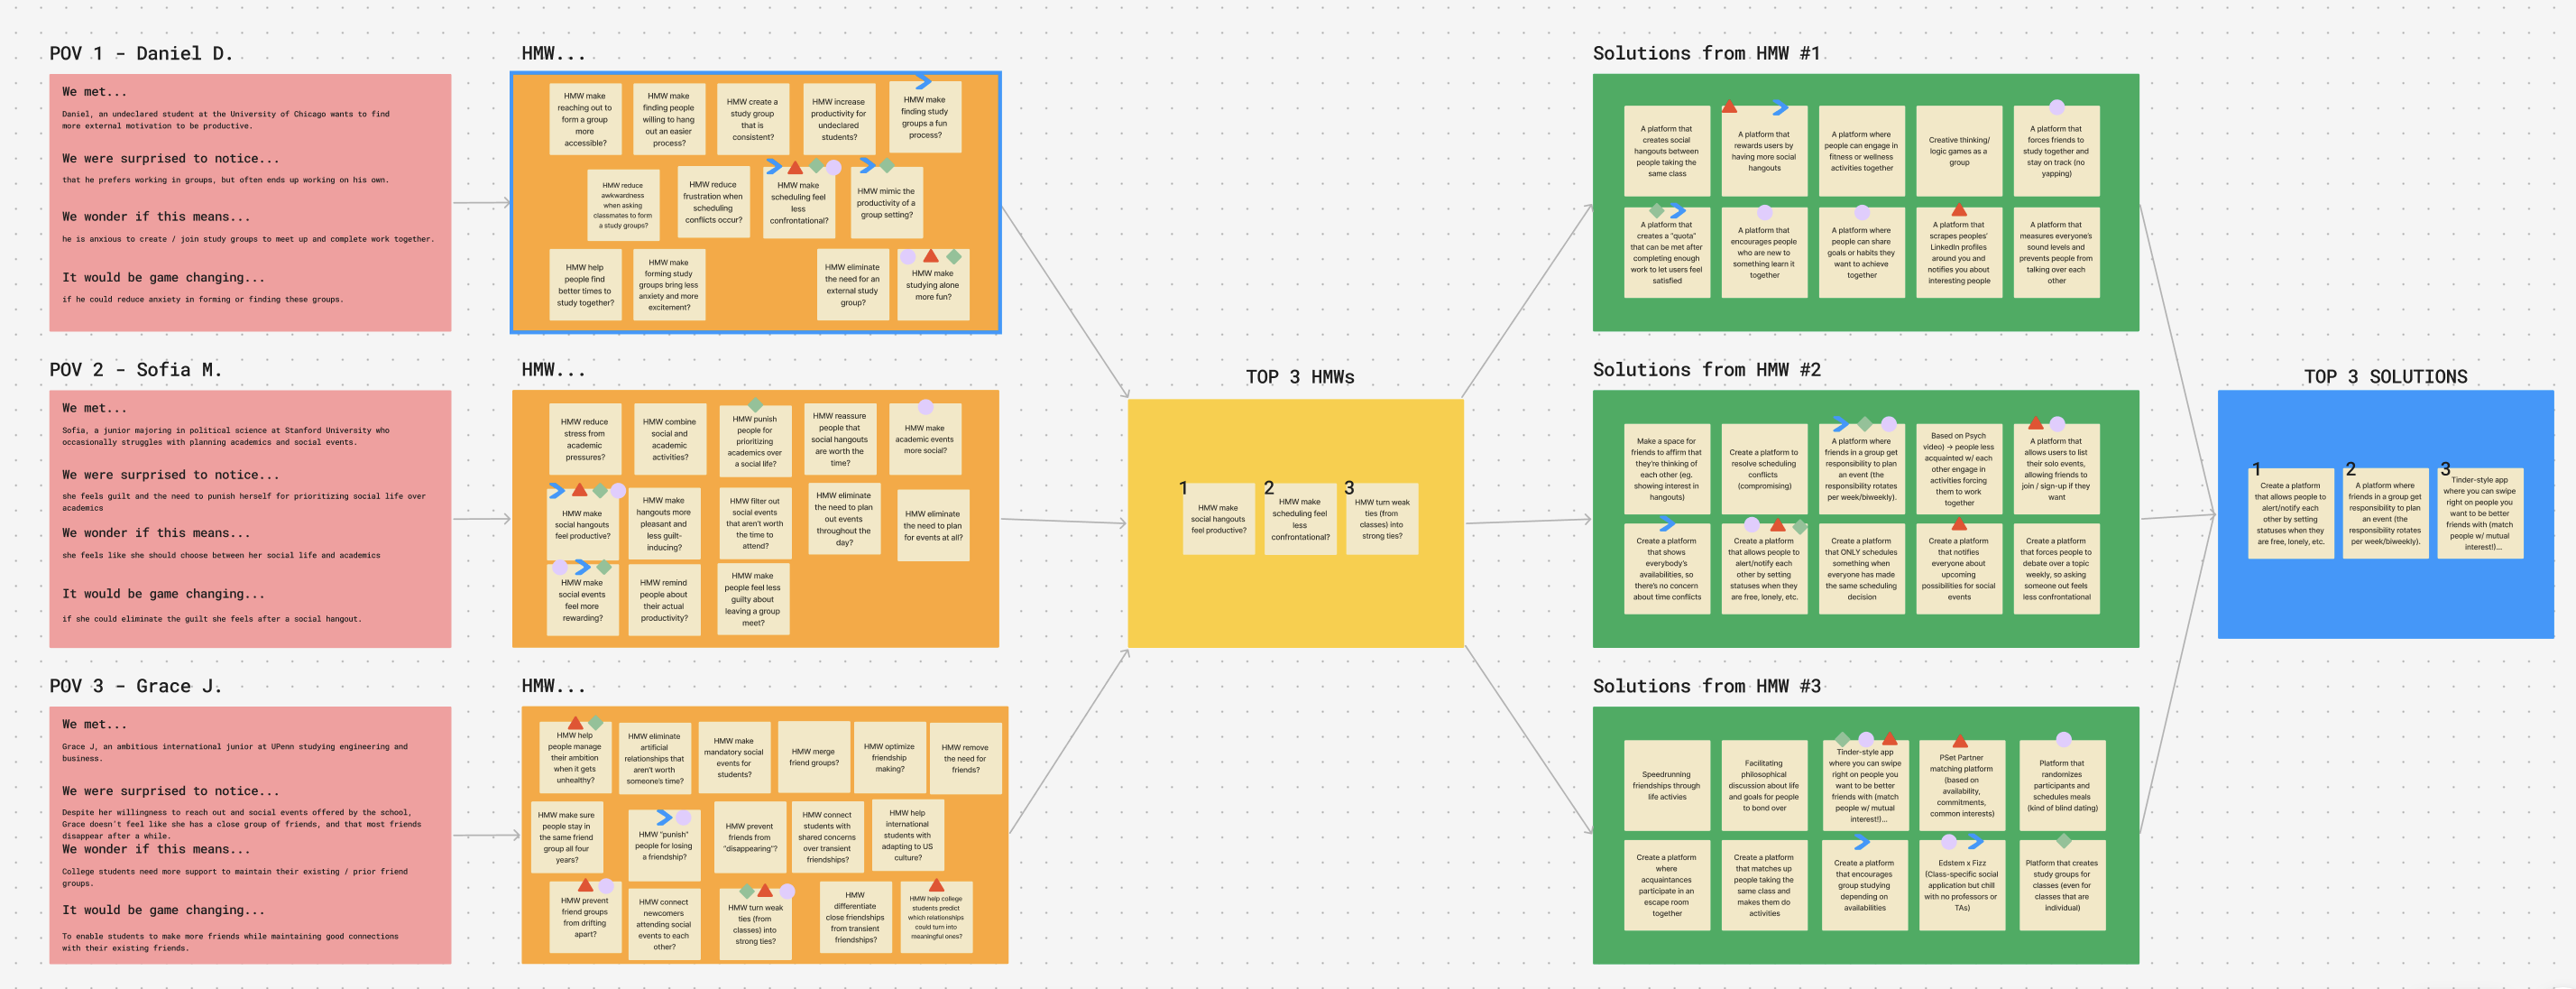 POV 1 - Daniel D.
We met...
Daniel, an undeclared student at the University of Chicago wants to find
more external motivation to be productive.
We were surprised to notice...
that he prefers working in groups, but often ends up working on his own.
We wonder if this means...
he is anxious to create / join study groups to meet up and complete work together.
It would be game changing...
if he could reduce anxiety in forming or finding these groups.
HMW...
HMW make
reaching out to
form a group
more
accessible?
HMW make
finding people
willing to hang
out an easier
process?
HMW create a
study group
that is
consistent?
HMW increase
productivity for
undeclared
students?
HMW make
finding study
groups a fun
process?
HMW reduce
awkwardness
when asking
classmates to form
a study groups?
HMW reduce
frustration when
scheduling
conflicts occur?
HMW make
scheduling feel
less
confrontational?
HMW mimic the
productivity of a
group setting?
HMW help
people find
better times to
study together?
HMW make
forming study
groups bring less
anxiety and more
excitement?
HMW eliminate
the need for an
external study
group?
HMW make
studying alone
more fun?
POV 2 - Sofia M.
We met...
Sofia, a junior majoring in political science at Stanford University who
occasionally struggles with planning academics and social events.
We were surprised to notice...
she feels guilt and the need to punish herself for prioritizing social life over
academics
We wonder if this means...
she feels like she should choose between her social life and academics
It would be game changing...
if she could eliminate the guilt she feels after a social hangout.
HMW...
HMW reduce
stress from
academic
pressures?
HMW combine
social and
academic
activities?
HMW punish
people for
prioritizing
academics over
a social life?
HMW reassure
people that
social hangouts
are worth the
time?
HMW make
academic events
more social?
HMW make
social hangouts
feel productive?
HMW make
hangouts more
pleasant and
less guilt-
inducing?
HMW filter out
social events
that aren't worth
the time to
attend?
HMW eliminate
the need to plan
out events
throughout the
day?
HMW eliminate
the need to plan
for events at all?
HMW make
social events
feel more
rewarding?
HMW remind
people about
their actual
productivity?
HMW make
people feel less
guilty about
leaving a group
meet?
POV 3 - Grace J.
We met...
Grace J, an ambitious international junior at UPenn studying engineering and
business.
We were surprised to notice...
Despite her willingness to reach out and social events offered by the school,
Grace doesn't feel like she has a close group of friends, and that most friends
disappear after a while.
We wonder if this means...
College students need more support to maintain their existing / prior friend
groups.
It would be game changing...
To enable students to make more friends while maintaining good connections
with their existing friends.
HMW...
HMW help
people manage
their ambition
when it gets
unhealthy?
HMW eliminate
artificial
relationships that
aren't worth
someone's time?
HMW make
mandatory social
events for
students?
HMW merge
friend groups?
HMW optimize
friendship
making?
HMW remove
the need for
friends?
HMW make sure
people stay in
the same friend
group all four
years?
HMW "punish"
people for losing
a friendship?
HMW prevent
friends from
"disappearing"?
HMW connect
students with
shared concerns
over transient
friendships?
HMW help
international
students with
adapting to US
culture?
HMW prevent
friend groups
from drifting
apart?
HMW connect
newcomers
attending social
events to each
other?
HMW turn weak
ties (from
classes) into
strong ties?
HMW
differentiate
close friendships
from transient
friendships?
HMW help college
students predict
which relationships
could turn into
meaningful ones?
TOP 3 HMWs
1
HMW make
social hangouts
feel productive?
2
HMW make
scheduling feel
less
confrontational?
3
HMW turn weak
ties (from
classes) into
strong ties?
Solutions from HMW #1
A platform that
creates social
hangouts between
people taking the
same class
A platform that
rewards users by
having more social
hangouts
A platform where
people can engage in
fitness or wellness
activities together
Creative thinking/
logic games as a
group
A platform that
forces friends to
study together and
stay on track (no
yapping)
A platform that
creates a "quota"
that can be met after
completing enough
work to let users feel
satisfied
A platform that
encourages people
who are new to
something learn it
together
A platform where
people can share
goals or habits they
want to achieve
together
A platform that
scrapes peoples'
LinkedIn profiles
around you and
notifies you about
interesting people
A platform that
measures everyone's
sound levels and
prevents people from
talking over each
other
Solutions from HMW #2
Make a space for
friends to affirm that
they're thinking of
each other (eg.
showing interest in
hangouts)
Create a platform to
resolve scheduling
conflicts
(compromising)
A platform where
friends in a group get
responsibility to plan
an event (the
responsibility rotates
per week/biweekly).
Based on Psych
video) → people less
acquainted w/ each
other engage in
activities forcing
them to work
together
A platform that
allows users to list
their solo events,
allowing friends to
join / sign-up if they
want
Create a platform
that shows
everybody's
availabilities, so
there's no concern
about time conflicts
Create a platform
that allows people to
alert/notify each
other by setting
statuses when they
are free, lonely, etc.
Create a platform
that ONLY schedules
something when
everyone has made
the same scheduling
decision
Create a platform
that notifies
everyone about
upcoming
possibilities for social
events
Create a platform
that forces people to
debate over a topic
weekly, so asking
someone out feels
less confrontational
Solutions from HMW #3
Speedrunning
friendships through
life activies
Facilitating
philosophical
discussion about life
and goals for people
to bond over
Tinder-style app
where you can swipe
right on people you
want to be better
friends with (match
people w/ mutual
interest!)...
PSet Partner
matching platform
(based on
availability,
commitments,
common interests)
Platform that
randomizes
participants and
schedules meals
(kind of blind dating)
Create a platform
where
acquaintances
participate in an
escape room
together
Create a platform
that matches up
people taking the
same class and
makes them do
activities
Create a platform
that encourages
group studying
depending on
availabilities
Edstem x Fizz
(Class-specific social
application but chill
with no professors or
TAs)
Platform that creates
study groups for
classes (even for
classes that are
individual)
TOP 3 SOLUTIONS
1
Create a platform
that allows people to
alert/notify each
other by setting
statuses when they
are free, lonely, etc.
2
A platform where
friends in a group get
responsibility to plan
an event (the
responsibility rotates
per week/biweekly).
3
Tinder-style app
where you can swipe
right on people you
want to be better
friends with (match
people w/ mutual
interest!)...